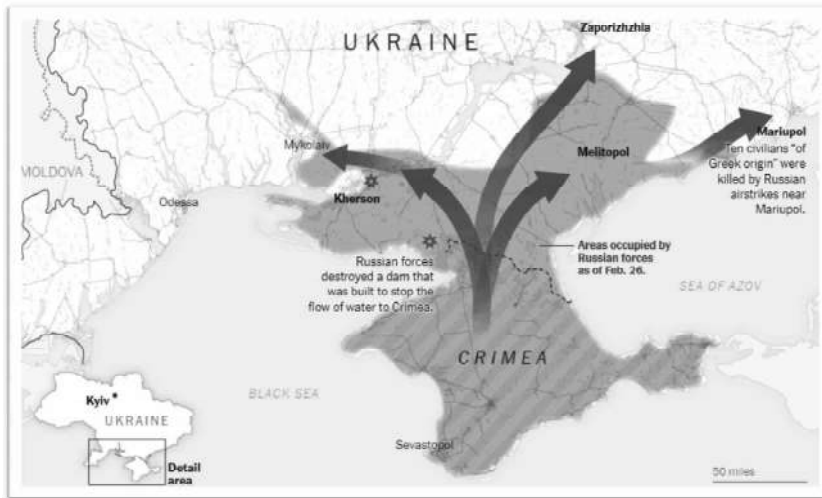 UKRAINE
Zaporizhzhia
Mykolaiv
Melitopol
Mariupol
Ten civilians “of
Greek origin” were
killed by Russian
airstrikes near
Mariupol.
MOLDOVA
Odessa
Kherson
Areas occupied by
Russian forces
as of Feb. 26.
Russian forces
destroyed a dam that
was built to stop the
flow of water to Crimea.
SEA OF AZOV
CRIMEA
BLACK SEA
Kyiv
UKRAINE
Sevastopol
Detail
area
50 miles